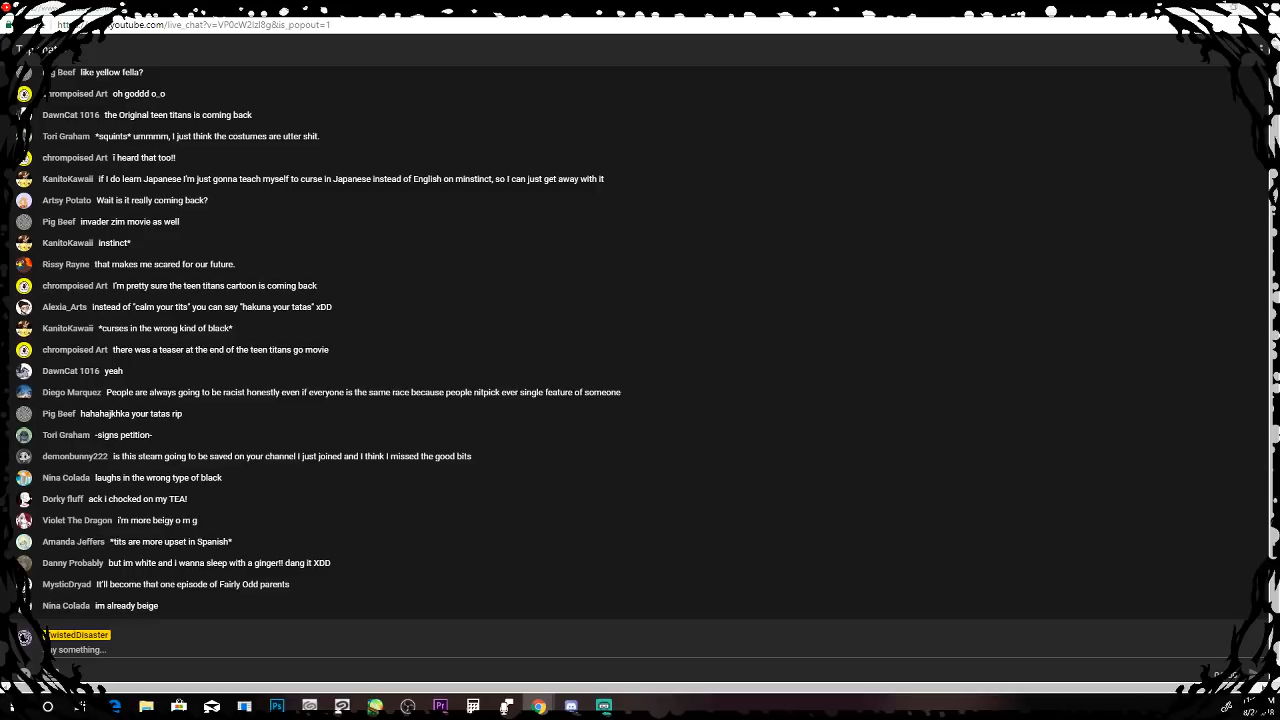 youtube.com/live_chat?v=VP0cW2IzI8g&is_popout=1
Pig Beef like yellow fella?
chrompoised Art oh goddd o_o
DawnCat 1016 the Original teen titans is coming back
Tori Graham *squints* ummmm, I just think the costumes are utter shit.
chrompoised Art i heard that too!!
KanitoKawaii if I do learn Japanese I'm just gonna teach myself to curse in Japanese instead of English on minstinct, so I can just get away with it
Artsy Potato Wait is it really coming back?
Pig Beef invader zim movie as well
KanitoKawaii instinct*
Rissy Rayne that makes me scared for our future.
chrompoised Art I'm pretty sure the teen titans cartoon is coming back
Alexia_Arts instead of "calm your tits" you can say "hakuna your tatas" xDD
KanitoKawaii *curses in the wrong kind of black*
chrompoised Art there was a teaser at the end of the teen titans go movie
DawnCat 1016 yeah
Diego Marquez People are always going to be racist honestly even if everyone is the same race because people nitpick ever single feature of someone
Pig Beef hahahajkhka your tatas rip
Tori Graham -signs petition-
demonbunny222 is this steam going to be saved on your channel I just joined and I think I missed the good bits
Nina Colada laughs in the wrong type of black
Dorky fluff ack i chocked on my TEA!
Violet The Dragon i'm more beigy o m g
Amanda Jeffers *tits are more upset in Spanish*
Danny Probably but im white and i wanna sleep with a ginger!! dang it XDD
MysticDryad It'll become that one episode of Fairly Odd parents
Nina Colada im already beige
TwistedDisaster
say something...